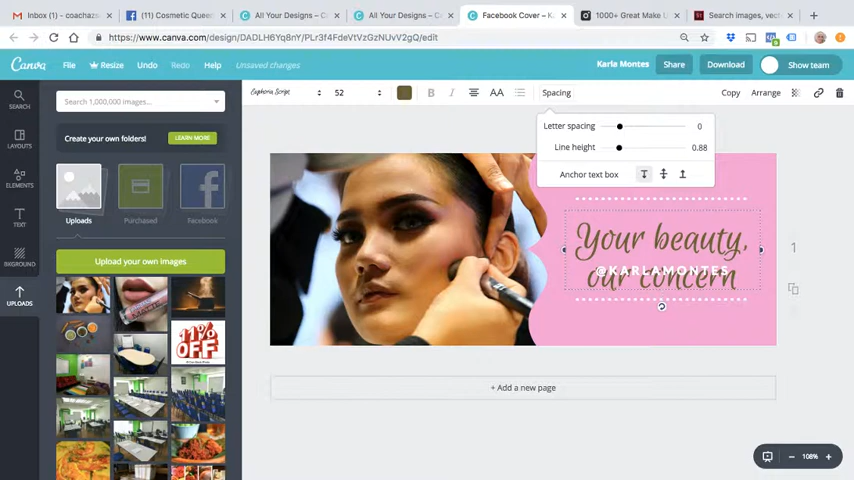 Inbox (1) – coachazs
(11) Cosmetic Quee
All Your Designs – C
All Your Designs – C
Facebook Cover – K
1000+ Great Make U
Search images, vect
https://www.canva.com/design/DADLH6Yq8nY/PLr3f4FdeVtVzGzNUvV2gQ/edit
Canva
File
Resize
Undo
Redo
Help
Unsaved changes
Karla Montes
Share
Download
Show team
Euphoria Script
52
B
I
AA
Spacing
Copy
Arrange
SEARCH
LAYOUTS
ELEMENTS
TEXT
BKGROUND
UPLOADS
Search 1,000,000 images...
Create your own folders!
LEARN MORE
Uploads
Purchased
Facebook
Upload your own images
11%
OFF
Letter spacing
0
Line height
0.88
Anchor text box
Your beauty,
our concern
@KARLAMONTES
1
+ Add a new page
108%